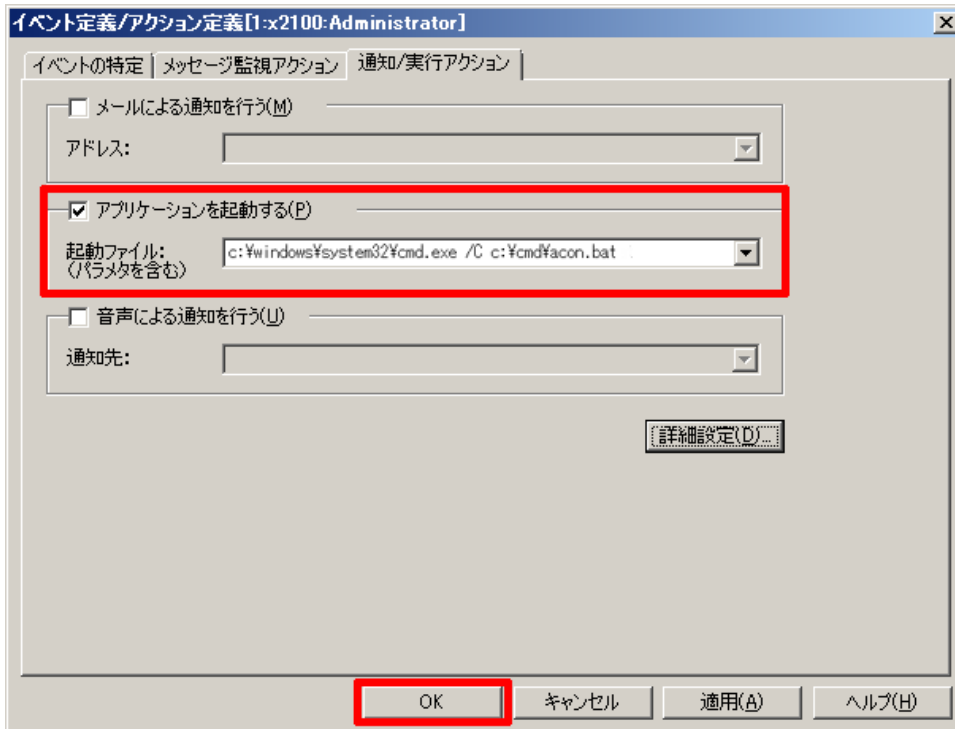 イベント定義/アクション定義[1:x2100:Administrator]
イベントの特定 メッセージ監視アクション 通知/実行アクション
メールによる通知を行う(M)
アドレス:
アプリケーションを起動する(P)
起動ファイル: c:¥windows¥system32¥cmd.exe /C c:¥cmd¥acon.bat
(パラメタを含む)
音声による通知を行う(U)
通知先:
詳細設定(D)...
OK キャンセル 適用(A) ヘルプ(H)